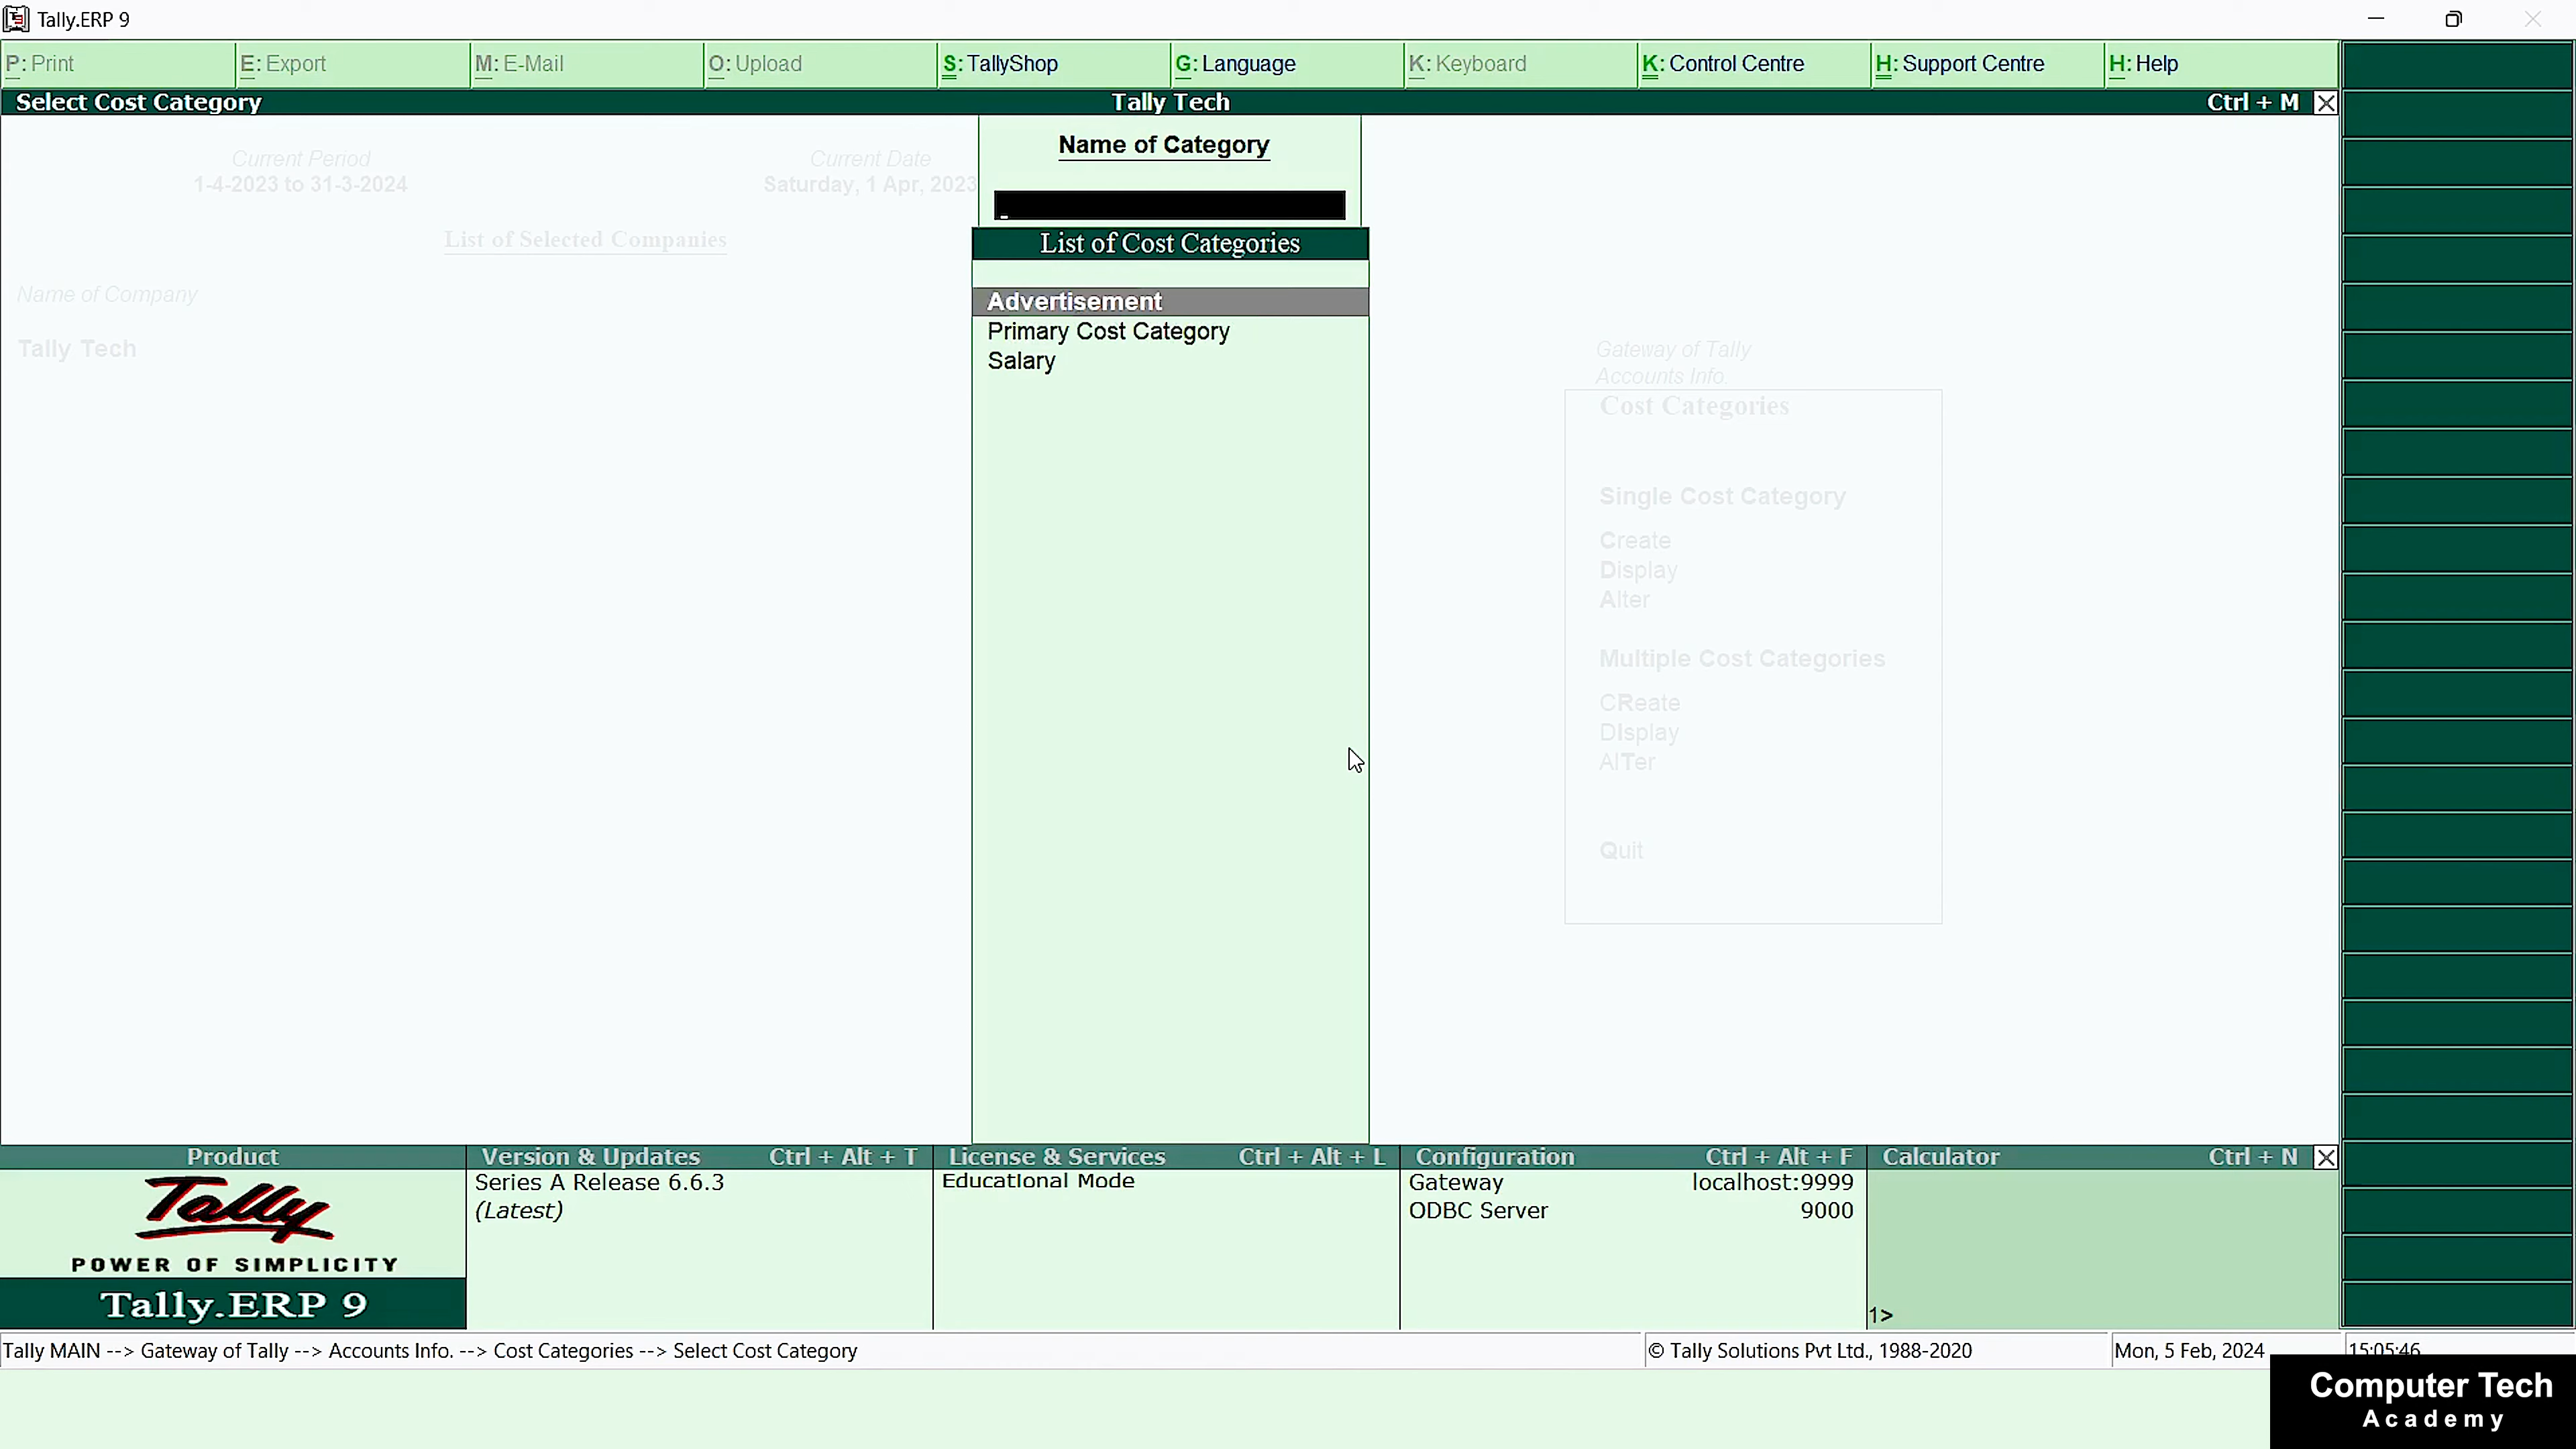 Tally.ERP 9
P: Print
E: Export
M: E-Mail
O: Upload
S: TallyShop
G: Language
K: Keyboard
K: Control Centre
H: Support Centre
H: Help
Select Cost Category
Tally Tech
Ctrl + M
Name of Category
Current Period
1-4-2023 to 31-3-2024
Current Date
Saturday, 1 Apr, 2023
List of Selected Companies
Name of Company
Tally Tech
List of Cost Categories
Advertisement
Primary Cost Category
Salary
Gateway of Tally
Accounts Info.
Cost Categories
Single Cost Category
Create
Display
Alter
Multiple Cost Categories
CReate
DIsplay
AlTer
Quit
Product
Tally
POWER OF SIMPLICITY
Tally.ERP 9
Version & Updates Ctrl + Alt + T
Series A Release 6.6.3
(Latest)
License & Services Ctrl + Alt + L
Educational Mode
Configuration Ctrl + Alt + F
Gateway localhost:9999
ODBC Server 9000
Calculator Ctrl + N
1>
Tally MAIN --> Gateway of Tally --> Accounts Info. --> Cost Categories --> Select Cost Category
© Tally Solutions Pvt Ltd., 1988-2020
Mon, 5 Feb, 2024
15:05:46
Computer Tech
Academy